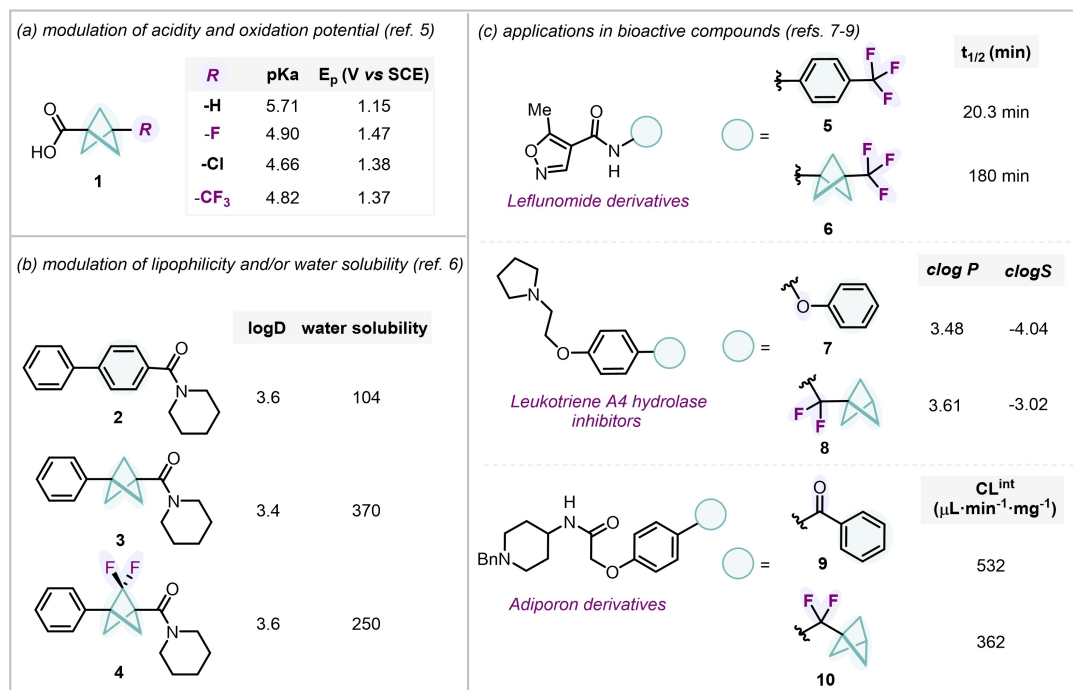 (a) modulation of acidity and oxidation potential (ref. 5)
R pKa Ep (V vs SCE)
-H 5.71 1.15
-F 4.90 1.47
-Cl 4.66 1.38
-CF3 4.82 1.37
O
HO
R
1
(b) modulation of lipophilicity and/or water solubility (ref. 6)
logD water solubility
O
N
2
3.6 104
O
N
3
3.4 370
F F
O
N
4
3.6 250
(c) applications in bioactive compounds (refs. 7-9)
t1/2 (min)
Me
O
O
N
N
H
Leflunomide derivatives
=
F
F
F
5
20.3 min
F
F
F
6
180 min
clog P clogS
N
O
Leukotriene A4 hydrolase
inhibitors
=
O
7
3.48 -4.04
F
F
8
3.61 -3.02
CLint
(μL·min-1·mg-1)
H
N
O
BnN
O
Adiporon derivatives
=
O
9
532
F F
10
362